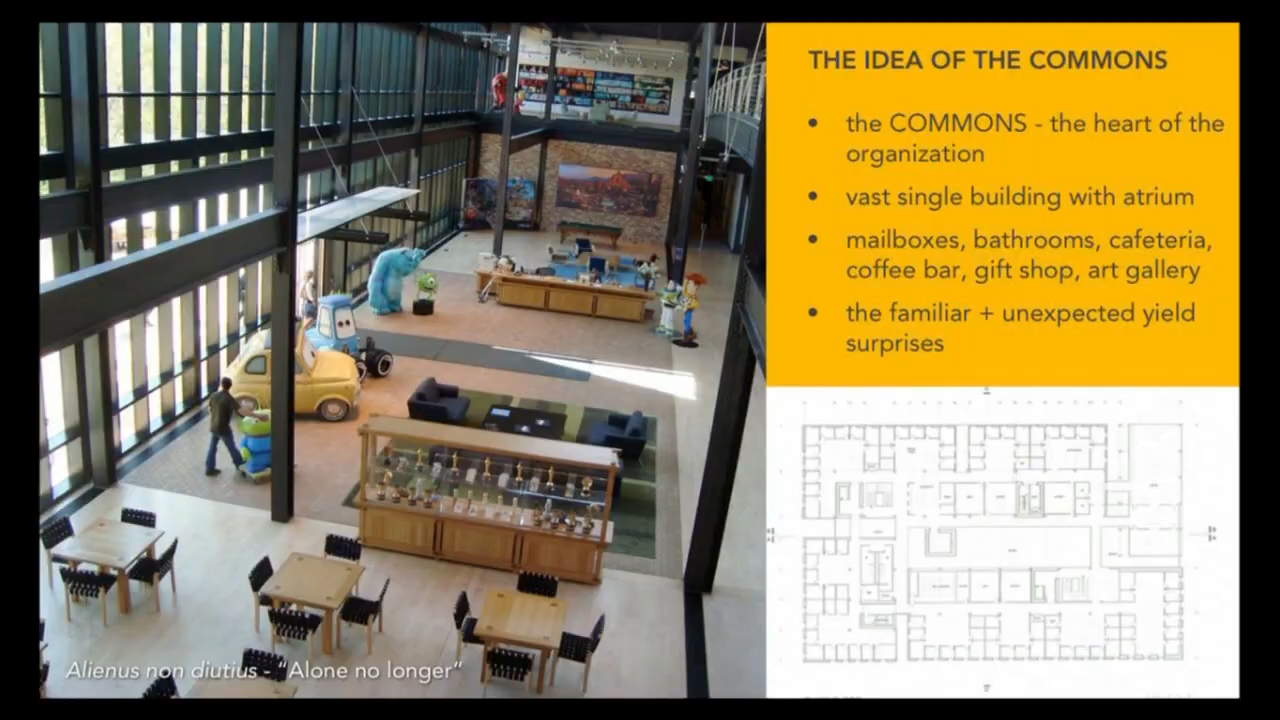 THE IDEA OF THE COMMONS
• the COMMONS - the heart of the
organization
• vast single building with atrium
• mailboxes, bathrooms, cafeteria,
coffee bar, gift shop, art gallery
• the familiar + unexpected yield
surprises
Alienus non diutius - “Alone no longer“